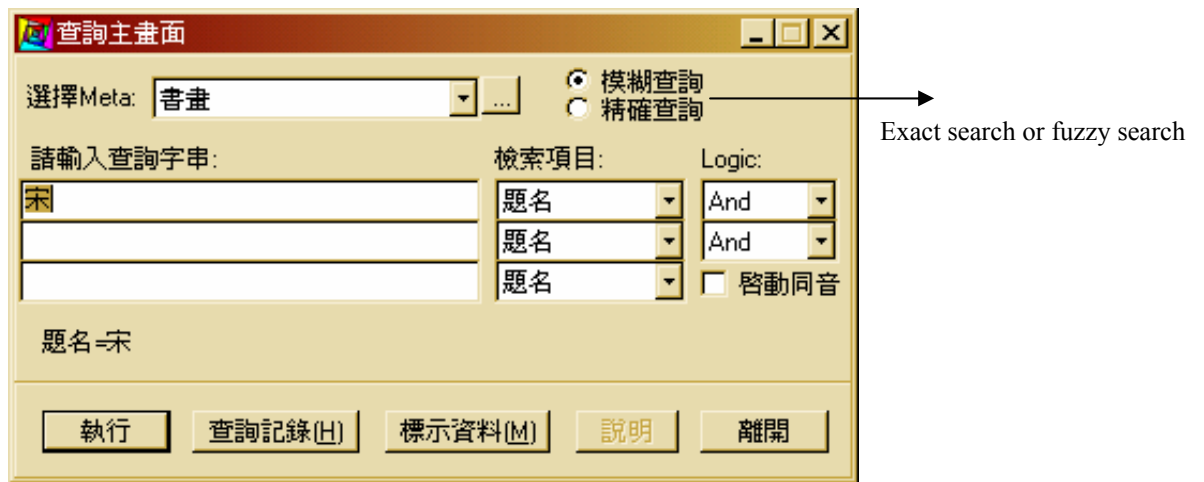 查詢主畫面
選擇Meta: 書畫 ... 模糊查詢
精確查詢
Exact search or fuzzy search
請輸入查詢字串: 檢索項目: Logic:
宋 題名 And
題名 And
題名 啓動同音
題名=宋
執行 查詢記錄(H) 標示資料(M) 說明 離開